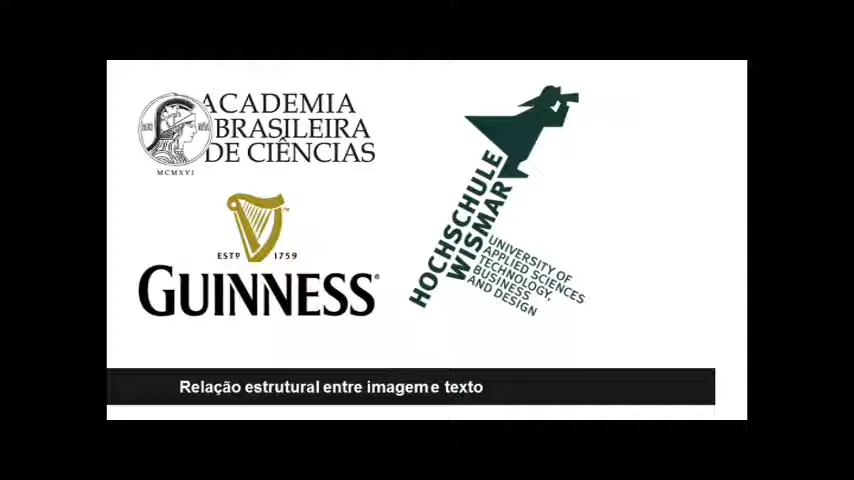 ACADEMIA
BRASILEIRA
DE CIÊNCIAS
MCMXVI
ESTD 1759
GUINNESS®
HOCHSCHULE
WISMAR
UNIVERSITY OF
APPLIED SCIENCES
TECHNOLOGY,
BUSINESS
AND DESIGN
Relação estrutural entre imagem e texto